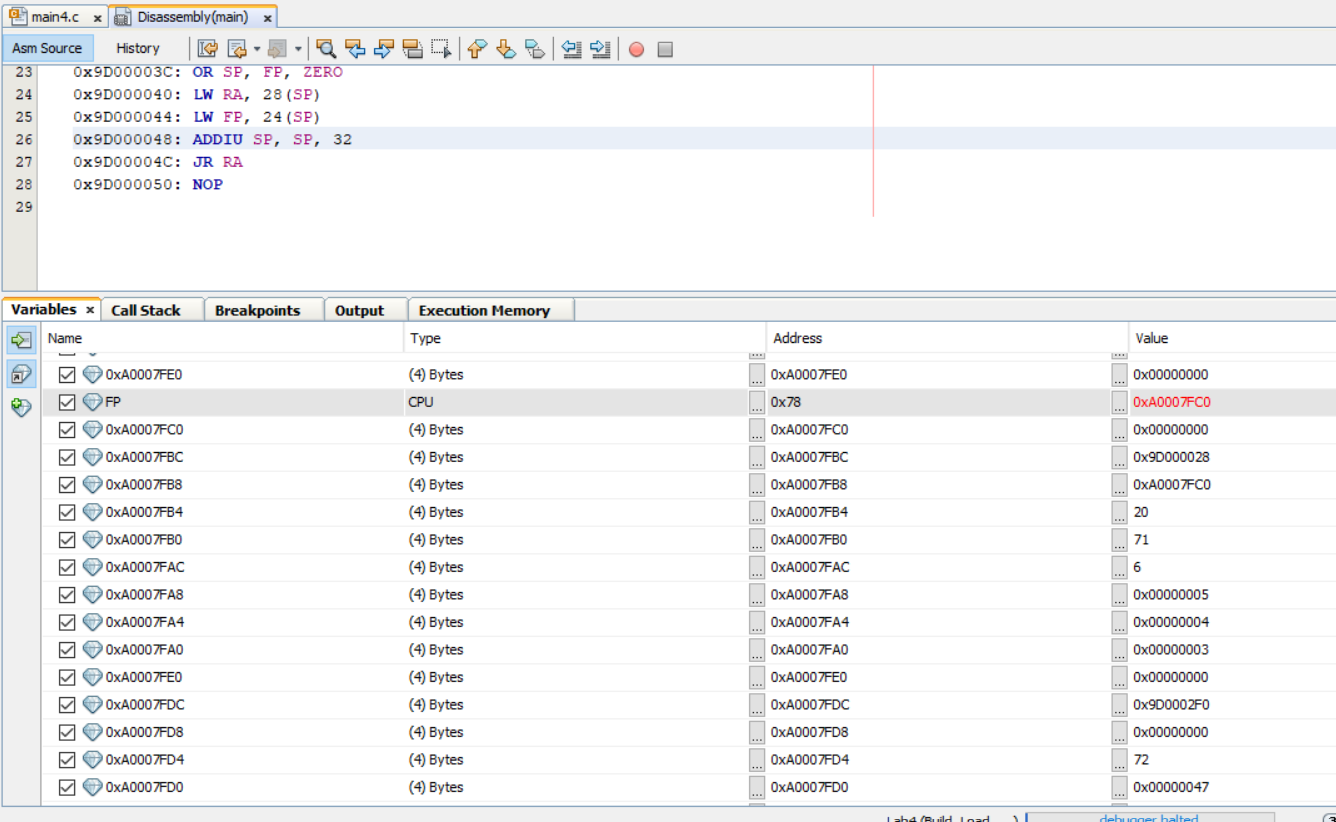 main4.c x Disassembly(main) x
Asm Source History
23 0x9D00003C: OR SP, FP, ZERO
24 0x9D000040: LW RA, 28(SP)
25 0x9D000044: LW FP, 24(SP)
26 0x9D000048: ADDIU SP, SP, 32
27 0x9D00004C: JR RA
28 0x9D000050: NOP
29
Variables x Call Stack Breakpoints Output Execution Memory
Name Type Address Value
0xA0007FE0 (4) Bytes ... 0xA0007FE0 ... 0x00000000
FP CPU ... 0x78 ... 0xA0007FC0
0xA0007FC0 (4) Bytes ... 0xA0007FC0 ... 0x00000000
0xA0007FBC (4) Bytes ... 0xA0007FBC ... 0x9D000028
0xA0007FB8 (4) Bytes ... 0xA0007FB8 ... 0xA0007FC0
0xA0007FB4 (4) Bytes ... 0xA0007FB4 ... 20
0xA0007FB0 (4) Bytes ... 0xA0007FB0 ... 71
0xA0007FAC (4) Bytes ... 0xA0007FAC ... 6
0xA0007FA8 (4) Bytes ... 0xA0007FA8 ... 0x00000005
0xA0007FA4 (4) Bytes ... 0xA0007FA4 ... 0x00000004
0xA0007FA0 (4) Bytes ... 0xA0007FA0 ... 0x00000003
0xA0007FE0 (4) Bytes ... 0xA0007FE0 ... 0x00000000
0xA0007FDC (4) Bytes ... 0xA0007FDC ... 0x9D0002F0
0xA0007FD8 (4) Bytes ... 0xA0007FD8 ... 0x00000000
0xA0007FD4 (4) Bytes ... 0xA0007FD4 ... 72
0xA0007FD0 (4) Bytes ... 0xA0007FD0 ... 0x00000047
Lab4 (Build, Load, ...) debugger halted